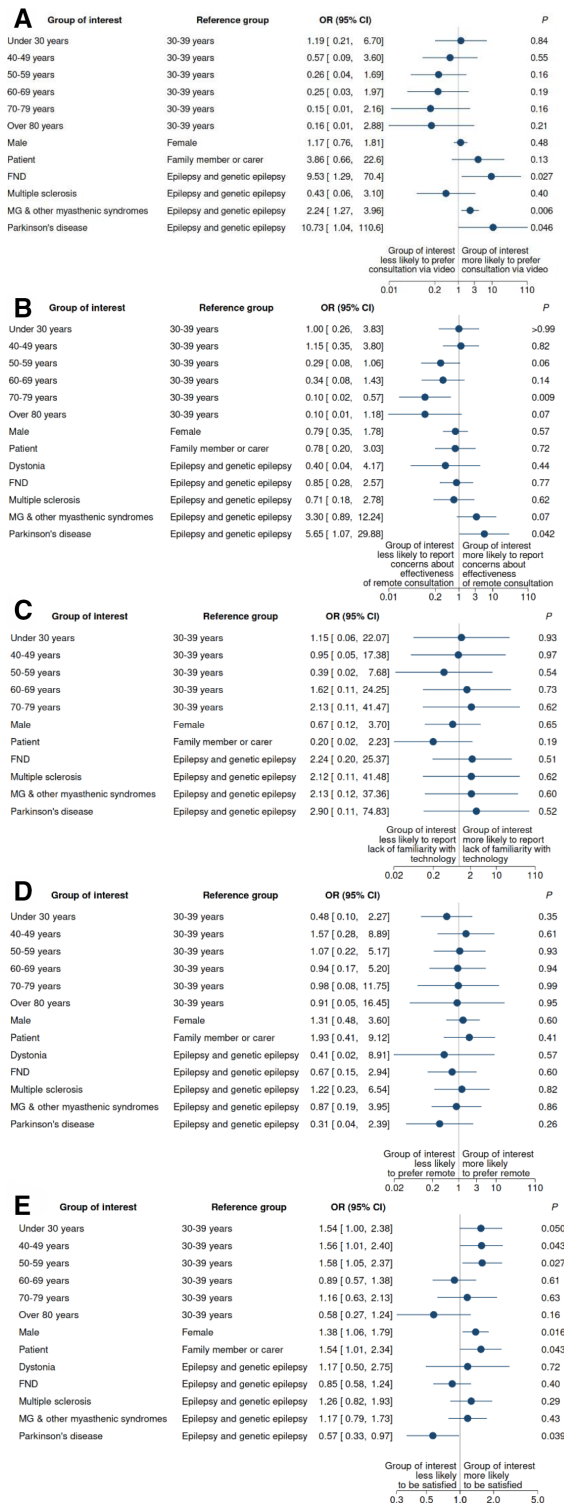 A Group of interest Reference group OR (95% CI) P
Under 30 years 30-39 years 1.19 [ 0.21, 6.70] 0.84
40-49 years 30-39 years 0.57 [ 0.09, 3.60] 0.55
50-59 years 30-39 years 0.26 [ 0.04, 1.69] 0.16
60-69 years 30-39 years 0.25 [ 0.03, 1.97] 0.19
70-79 years 30-39 years 0.15 [ 0.01, 2.16] 0.16
Over 80 years 30-39 years 0.16 [ 0.01, 2.88] 0.21
Male Female 1.17 [ 0.76, 1.81] 0.48
Patient Family member or carer 3.86 [ 0.66, 22.6] 0.13
FND Epilepsy and genetic epilepsy 9.53 [ 1.29, 70.4] 0.027
Multiple sclerosis Epilepsy and genetic epilepsy 0.43 [ 0.06, 3.10] 0.40
MG & other myasthenic syndromes Epilepsy and genetic epilepsy 2.24 [ 1.27, 3.96] 0.006
Parkinson's disease Epilepsy and genetic epilepsy 10.73 [ 1.04, 110.6] 0.046
Group of interest Group of interest
less likely to prefer more likely to prefer
consultation via video consultation via video
0.01 0.2 1 3 10 110
B Group of interest Reference group OR (95% CI) P
Under 30 years 30-39 years 1.00 [ 0.26, 3.83] >0.99
40-49 years 30-39 years 1.15 [ 0.35, 3.80] 0.82
50-59 years 30-39 years 0.29 [ 0.08, 1.06] 0.06
60-69 years 30-39 years 0.34 [ 0.08, 1.43] 0.14
70-79 years 30-39 years 0.10 [ 0.02, 0.57] 0.009
Over 80 years 30-39 years 0.10 [ 0.01, 1.18] 0.07
Male Female 0.79 [ 0.35, 1.78] 0.57
Patient Family member or carer 0.78 [ 0.20, 3.03] 0.72
Dystonia Epilepsy and genetic epilepsy 0.40 [ 0.04, 4.17] 0.44
FND Epilepsy and genetic epilepsy 0.85 [ 0.28, 2.57] 0.77
Multiple sclerosis Epilepsy and genetic epilepsy 0.71 [ 0.18, 2.78] 0.62
MG & other myasthenic syndromes Epilepsy and genetic epilepsy 3.30 [ 0.89, 12.24] 0.07
Parkinson's disease Epilepsy and genetic epilepsy 5.65 [ 1.07, 29.88] 0.042
Group of interest Group of interest
less likely to report more likely to report
concerns about concerns about
effectiveness effectiveness
of remote consultation of remote consultation
0.01 0.2 1 3 10 110
C Group of interest Reference group OR (95% CI) P
Under 30 years 30-39 years 1.15 [ 0.06, 22.07] 0.93
40-49 years 30-39 years 0.95 [ 0.05, 17.38] 0.97
50-59 years 30-39 years 0.39 [ 0.02, 7.68] 0.54
60-69 years 30-39 years 1.62 [ 0.11, 24.25] 0.73
70-79 years 30-39 years 2.13 [ 0.11, 41.47] 0.62
Male Female 0.67 [ 0.12, 3.70] 0.65
Patient Family member or carer 0.20 [ 0.02, 2.23] 0.19
FND Epilepsy and genetic epilepsy 2.24 [ 0.20, 25.37] 0.51
Multiple sclerosis Epilepsy and genetic epilepsy 2.12 [ 0.11, 41.48] 0.62
MG & other myasthenic syndromes Epilepsy and genetic epilepsy 2.13 [ 0.12, 37.36] 0.60
Parkinson's disease Epilepsy and genetic epilepsy 2.90 [ 0.11, 74.83] 0.52
Group of interest Group of interest
less likely to report more likely to report
lack of familiarity with lack of familiarity with
technology technology
0.02 0.2 2 10 110
D Group of interest Reference group OR (95% CI) P
Under 30 years 30-39 years 0.48 [ 0.10, 2.27] 0.35
40-49 years 30-39 years 1.57 [ 0.28, 8.89] 0.61
50-59 years 30-39 years 1.07 [ 0.22, 5.17] 0.93
60-69 years 30-39 years 0.94 [ 0.17, 5.20] 0.94
70-79 years 30-39 years 0.98 [ 0.08, 11.75] 0.99
Over 80 years 30-39 years 0.91 [ 0.05, 16.45] 0.95
Male Female 1.31 [ 0.48, 3.60] 0.60
Patient Family member or carer 1.93 [ 0.41, 9.12] 0.41
Dystonia Epilepsy and genetic epilepsy 0.41 [ 0.02, 8.91] 0.57
FND Epilepsy and genetic epilepsy 0.67 [ 0.15, 2.94] 0.60
Multiple sclerosis Epilepsy and genetic epilepsy 1.22 [ 0.23, 6.54] 0.82
MG & other myasthenic syndromes Epilepsy and genetic epilepsy 0.87 [ 0.19, 3.95] 0.86
Parkinson's disease Epilepsy and genetic epilepsy 0.31 [ 0.04, 2.39] 0.26
Group of interest Group of interest
less likely more likely
to prefer remote to prefer remote
0.02 0.2 1 3 10 110
E Group of interest Reference group OR (95% CI) P
Under 30 years 30-39 years 1.54 [ 1.00, 2.38] 0.050
40-49 years 30-39 years 1.56 [ 1.01, 2.40] 0.043
50-59 years 30-39 years 1.58 [ 1.05, 2.37] 0.027
60-69 years 30-39 years 0.89 [ 0.57, 1.38] 0.61
70-79 years 30-39 years 1.16 [ 0.63, 2.13] 0.63
Over 80 years 30-39 years 0.58 [ 0.27, 1.24] 0.16
Male Female 1.38 [ 1.06, 1.79] 0.016
Patient Family member or carer 1.54 [ 1.01, 2.34] 0.043
Dystonia Epilepsy and genetic epilepsy 1.17 [ 0.50, 2.75] 0.72
FND Epilepsy and genetic epilepsy 0.85 [ 0.58, 1.24] 0.40
Multiple sclerosis Epilepsy and genetic epilepsy 1.26 [ 0.82, 1.93] 0.29
MG & other myasthenic syndromes Epilepsy and genetic epilepsy 1.17 [ 0.79, 1.73] 0.43
Parkinson's disease Epilepsy and genetic epilepsy 0.57 [ 0.33, 0.97] 0.039
Group of interest Group of interest
less likely more likely
to be satisfied to be satisfied
0.3 0.5 1.0 2.0 5.0